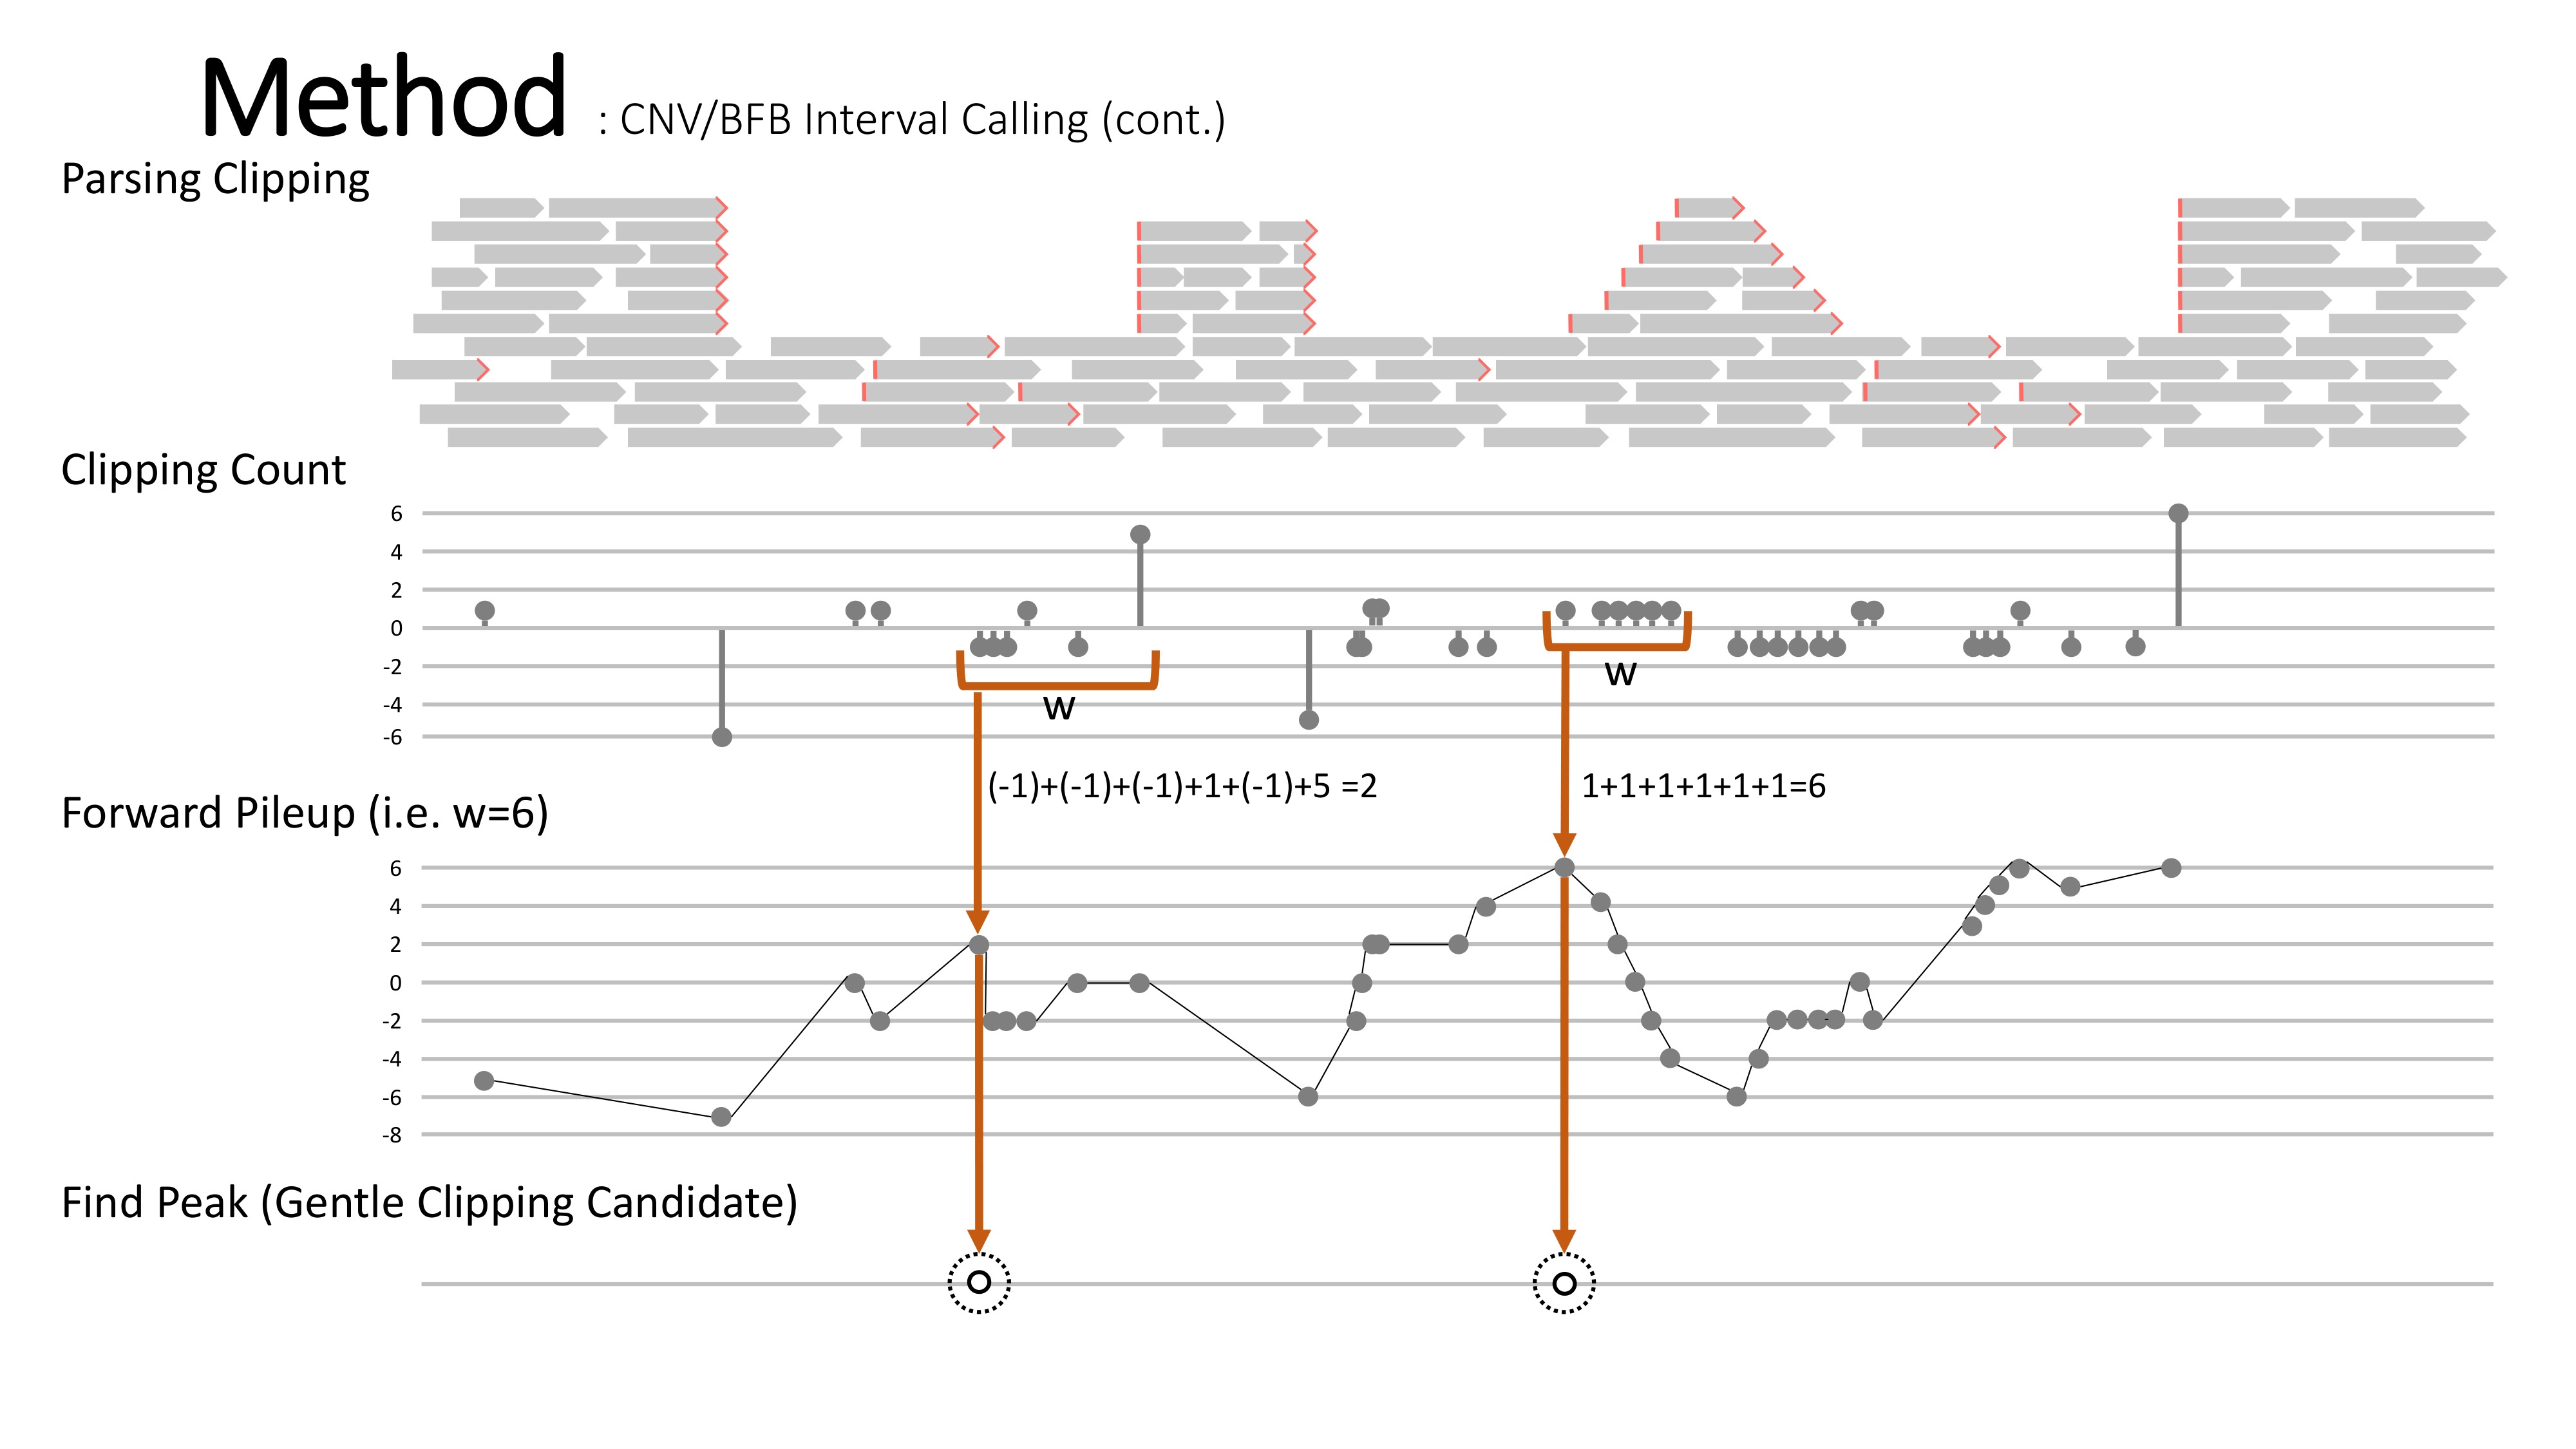 Method : CNV/BFB Interval Calling (cont.)
Parsing Clipping
Clipping Count
6
4
2
0
-2
-4
-6
w
w
(-1)+(-1)+(-1)+1+(-1)+5 =2
1+1+1+1+1+1=6
Forward Pileup (i.e. w=6)
6
4
2
0
-2
-4
-6
-8
Find Peak (Gentle Clipping Candidate)